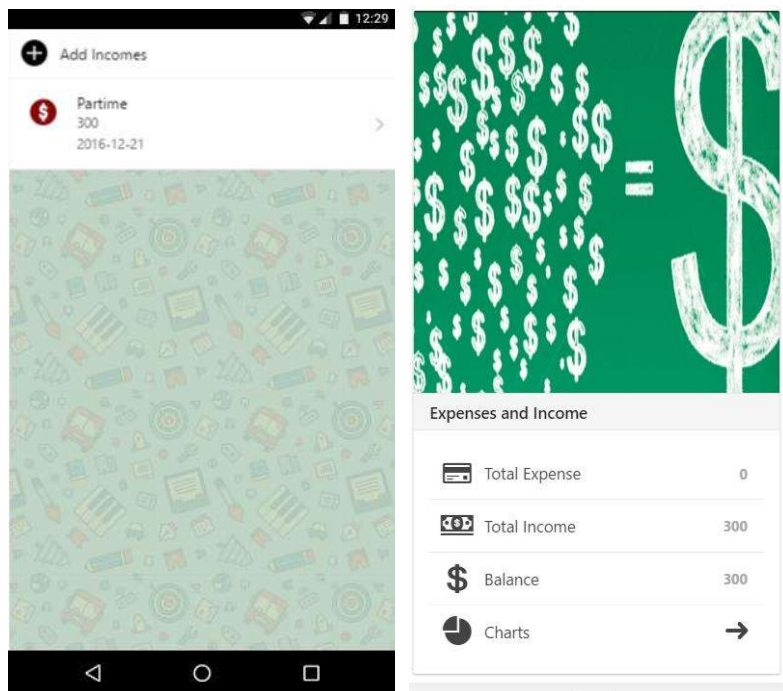 12:29
Add Incomes
Partime
300
2016-12-21
Expenses and Income
Total Expense 0
Total Income 300
Balance 300
Charts